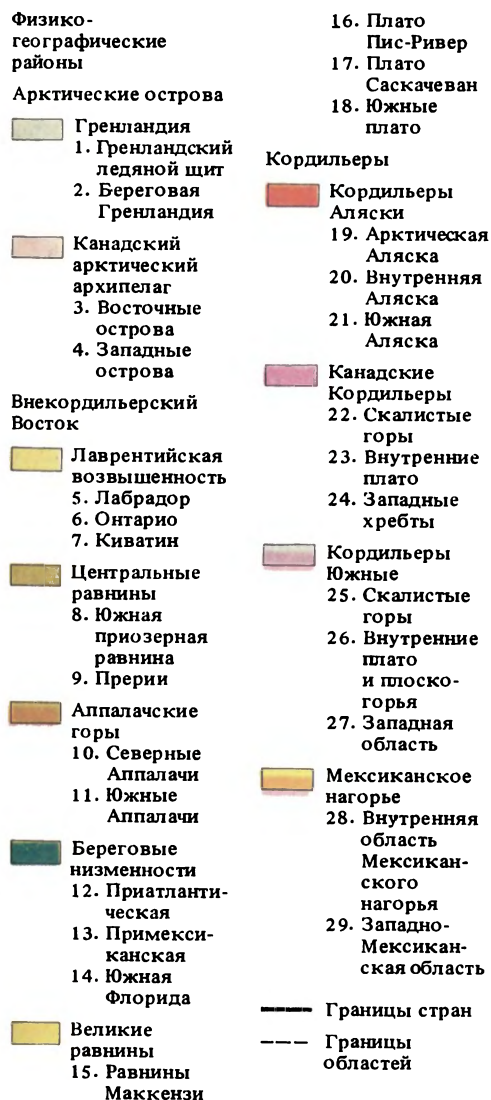 Физико-
географические
районы
Арктические острова
Гренландия
1. Гренландский
ледяной щит
2. Береговая
Гренландия
Канадский
арктический
архипелаг
3. Восточные
острова
4. Западные
острова
Внекордильерский
Восток
Лаврентийская
возвышенность
5. Лабрадор
6. Онтарио
7. Киватин
Центральные
равнины
8. Южная
приозерная
равнина
9. Прерии
Аппалачские
горы
10. Северные
Аппалачи
11. Южные
Аппалачи
Береговые
низменности
12. Приатланти-
ческая
13. Примекси-
канская
14. Южная
Флорида
Великие
равнины
15. Равнины
Маккензи
16. Плато
Пис-Ривер
17. Плато
Саскачеван
18. Южные
плато
Кордильеры
Кордильеры
Аляски
19. Арктическая
Аляска
20. Внутренняя
Аляска
21. Южная
Аляска
Канадские
Кордильеры
22. Скалистые
горы
23. Внутренние
плато
24. Западные
хребты
Кордильеры
Южные
25. Скалистые
горы
26. Внутренние
плато
и плоско-
горья
27. Западная
область
Мексиканское
нагорье
28. Внутренняя
область
Мексикан-
ского
нагорья
29. Западно-
Мексикан-
ская область
Границы стран
Границы
областей